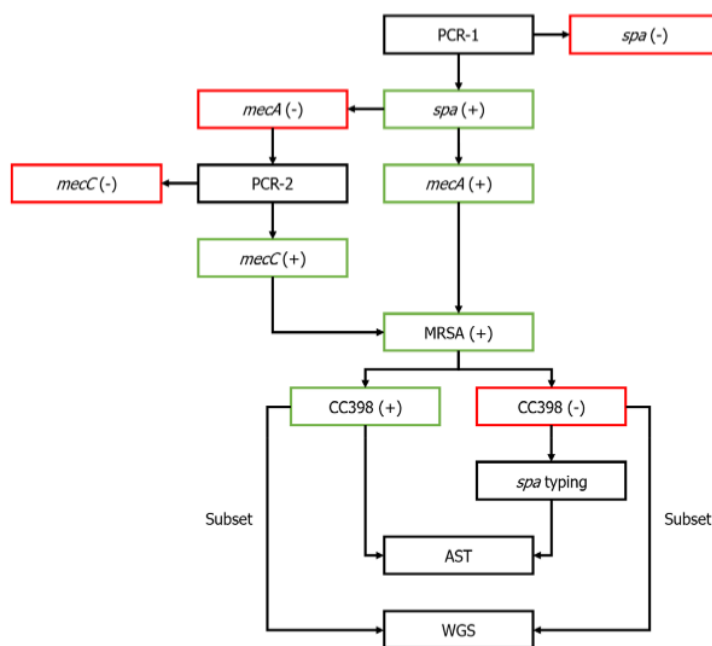 PCR-1
spa (-)
mecA (-)
spa (+)
mecC (-)
PCR-2
mecA (+)
mecC (+)
MRSA (+)
CC398 (+)
CC398 (-)
spa typing
Subset
Subset
AST
WGS